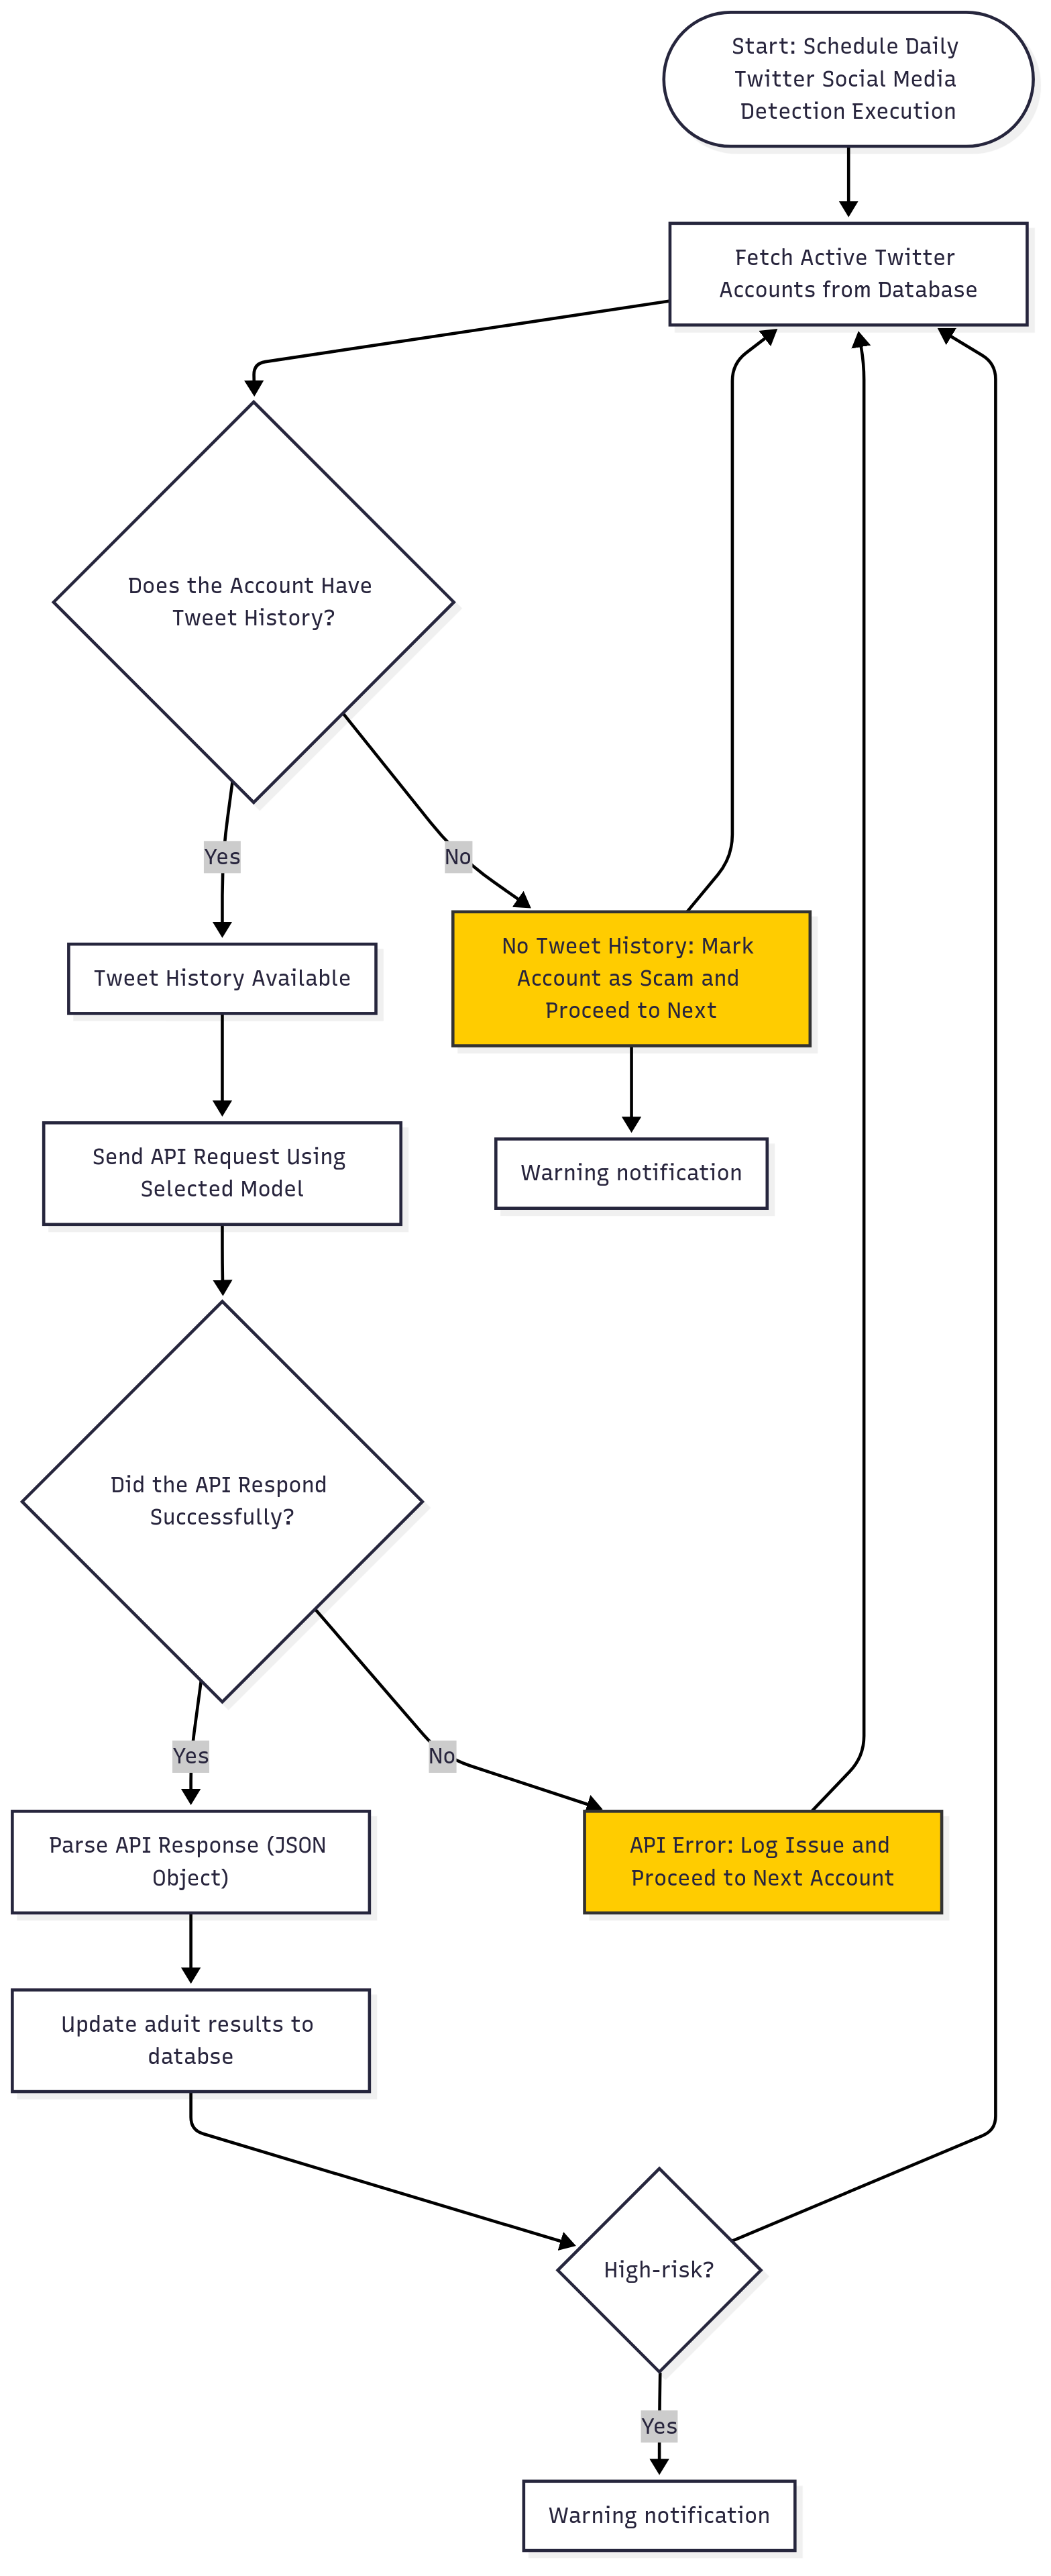 Start: Schedule Daily
Twitter Social Media
Detection Execution
Fetch Active Twitter
Accounts from Database
Does the Account Have
Tweet History?
Yes
No
No Tweet History: Mark
Account as Scam and
Proceed to Next
Tweet History Available
Send API Request Using
Selected Model
Warning notification
Did the API Respond
Successfully?
Yes
No
Parse API Response (JSON
Object)
API Error: Log Issue and
Proceed to Next Account
Update aduit results to
databse
High-risk?
Yes
Warning notification